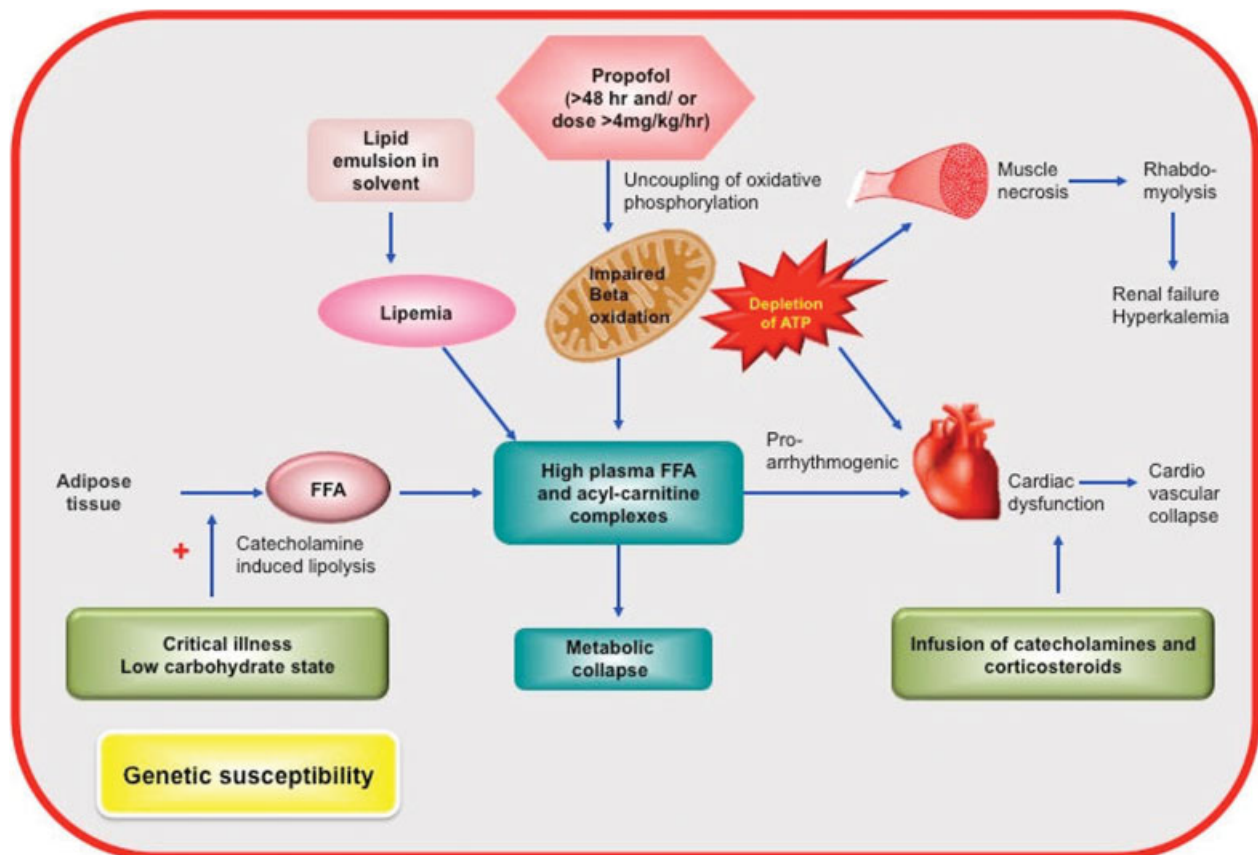 Propofol
(>48 hr and/ or
dose >4mg/kg/hr)
Lipid
emulsion in
solvent
Uncoupling of oxidative
phosphorylation
Muscle
necrosis
Rhabdo-
myolysis
Impaired
Beta
oxidation
Depletion
of ATP
Lipemia
Renal failure
Hyperkalemia
Adipose
tissue
FFA
High plasma FFA
and acyl-carnitine
complexes
Pro-
arrhythmogenic
Cardiac
dysfunction
Cardio
vascular
collapse
+
Catecholamine
induced lipolysis
Critical illness
Low carbohydrate state
Metabolic
collapse
Infusion of catecholamines and
corticosteroids
Genetic susceptibility